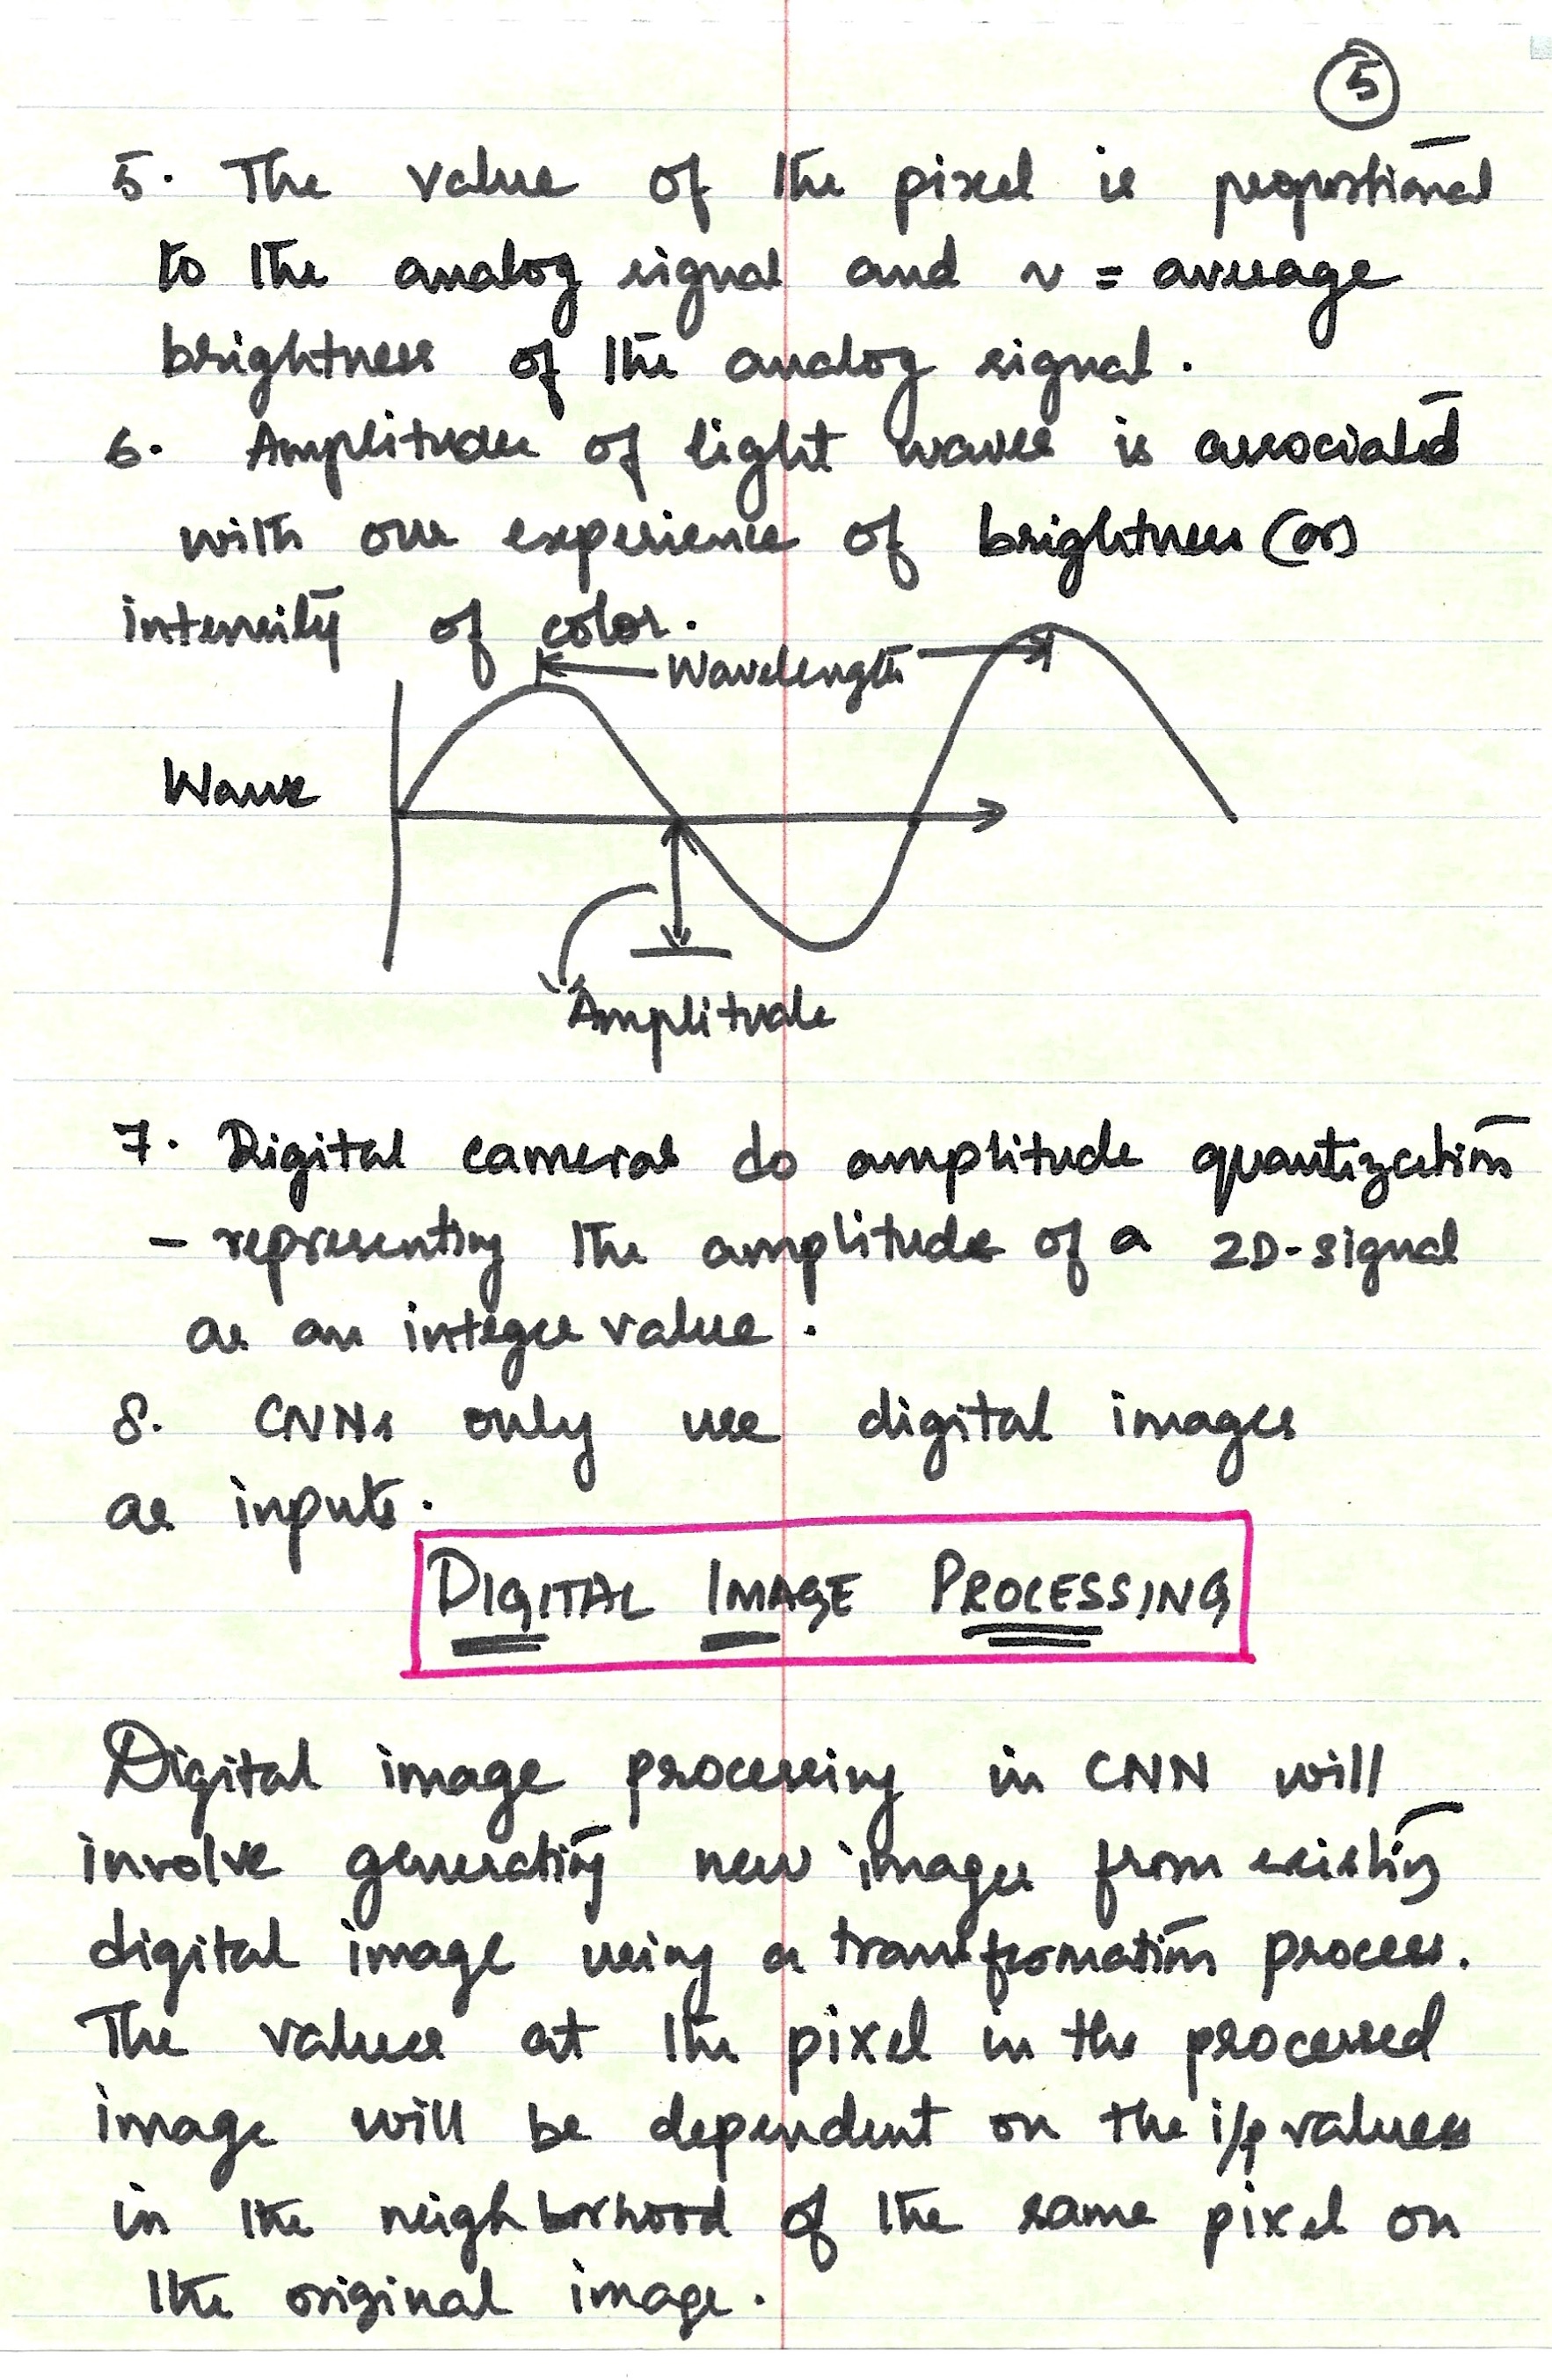 5
5. The value of the pixel is proportional
to the analog signal and v = average
brightness of the analog signal.
6. Amplitude of light waves is associated
with our experience of brightness (or)
intensity of color.
Wavelength
Wave
Amplitude
7. Digital cameras do amplitude quantization
- representing the amplitude of a 2D-signal
as an integer value.
8. CNNs only use digital images
as inputs.
DIGITAL IMAGE PROCESSING
Digital image processing in CNN will
involve generating new images from existing
digital image using a transformation process.
The values at the pixel in the processed
image will be dependent on the i/p values
in the neighborhood of the same pixel on
the original image.